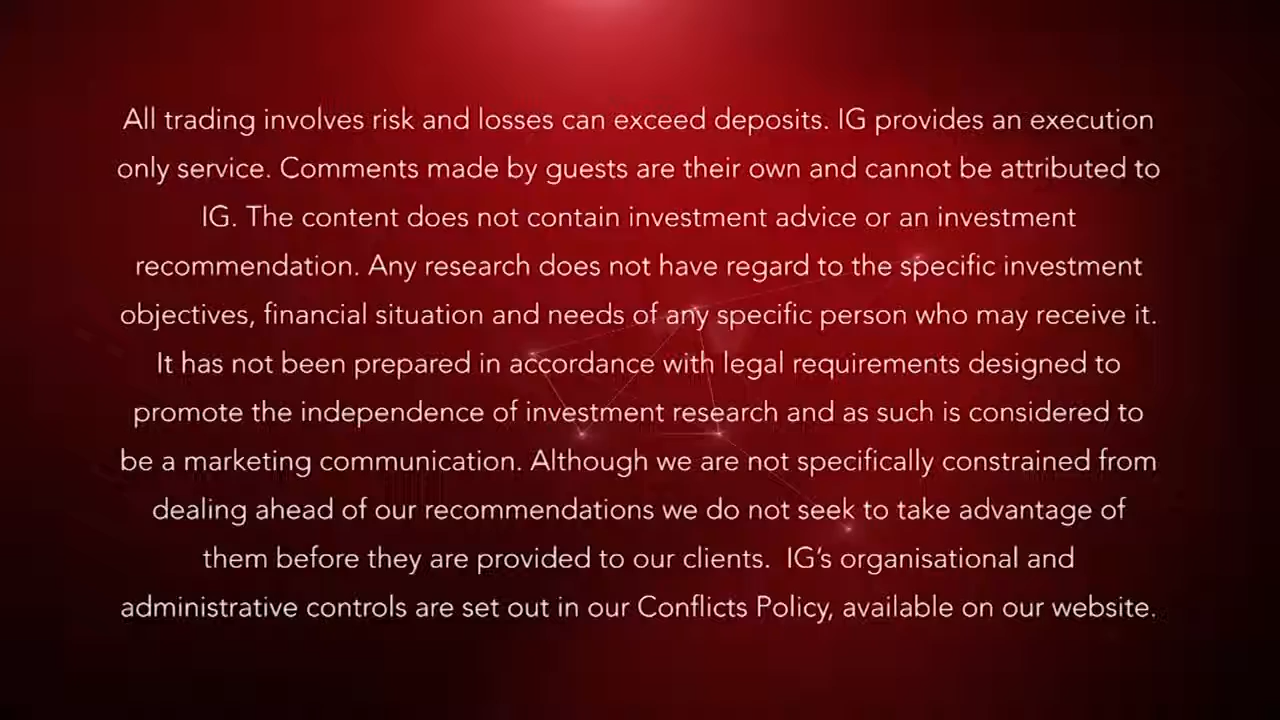 All trading involves risk and losses can exceed deposits. IG provides an execution
only service. Comments made by guests are their own and cannot be attributed to
IG. The content does not contain investment advice or an investment
recommendation. Any research does not have regard to the specific investment
objectives, financial situation and needs of any specific person who may receive it.
It has not been prepared in accordance with legal requirements designed to
promote the independence of investment research and as such is considered to
be a marketing communication. Although we are not specifically constrained from
dealing ahead of our recommendations we do not seek to take advantage of
them before they are provided to our clients.  IG’s organisational and
administrative controls are set out in our Conflicts Policy, available on our website.